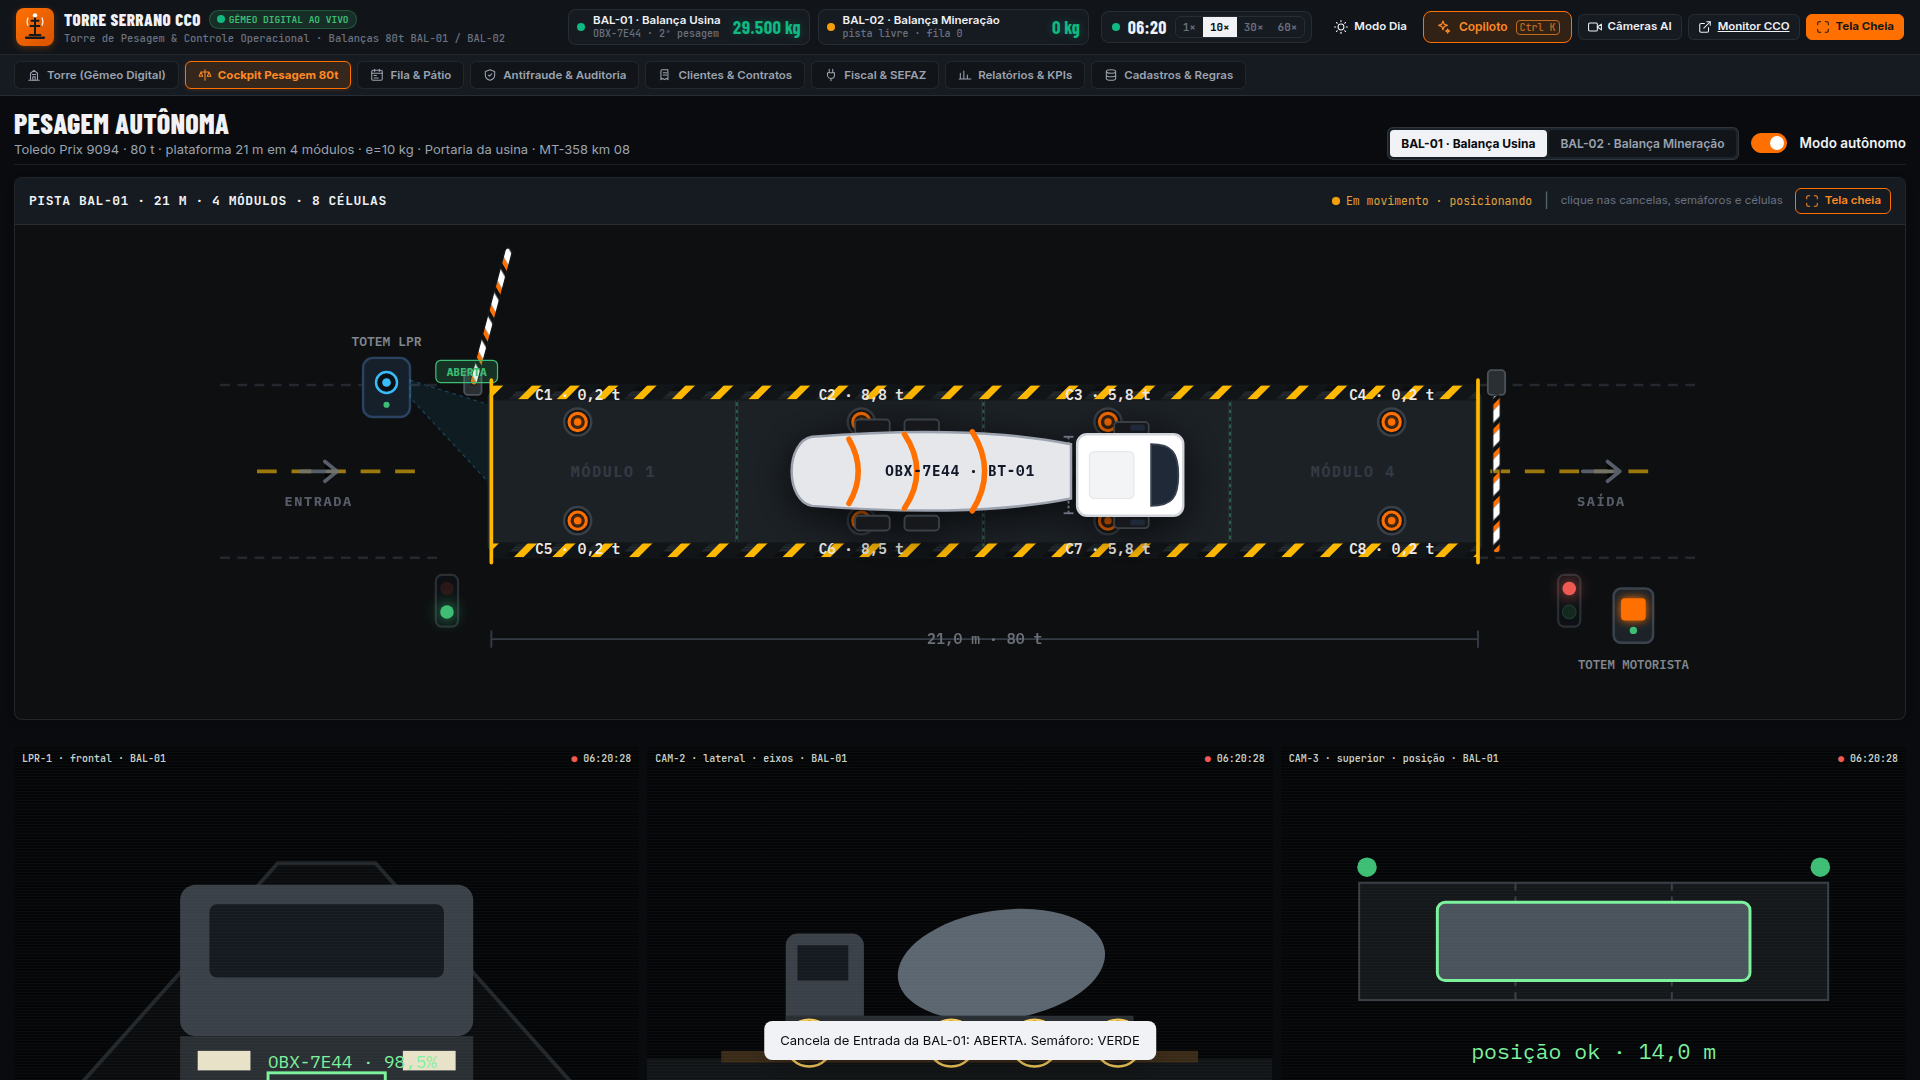 TORRE SERRANO CCO
GÊMEO DIGITAL AO VIVO
Torre de Pesagem & Controle Operacional · Balanças 80t BAL-01 / BAL-02
BAL-01 · Balança Usina
OBX-7E44 · 2ª pesagem
29.500 kg
BAL-02 · Balança Mineração
pista livre · fila 0
0 kg
06:20
1×
10×
30×
60×
Modo Dia
Copiloto
Ctrl K
Câmeras AI
Monitor CCO
Tela Cheia
Torre (Gêmeo Digital)
Cockpit Pesagem 80t
Fila & Pátio
Antifraude & Auditoria
Clientes & Contratos
Fiscal & SEFAZ
Relatórios & KPIs
Cadastros & Regras
PESAGEM AUTÔNOMA
Toledo Prix 9094 · 80 t · plataforma 21 m em 4 módulos · e=10 kg · Portaria da usina · MT-358 km 08
BAL-01 · Balança Usina
BAL-02 · Balança Mineração
Modo autônomo
PISTA BAL-01 · 21 M · 4 MÓDULOS · 8 CÉLULAS
Em movimento · posicionando
clique nas cancelas, semáforos e células
Tela cheia
TOTEM LPR
ABERTA
C1 · 0,2 t
C2 · 8,8 t
C3 · 5,8 t
C4 · 0,2 t
MÓDULO 1
OBX-7E44 · BT-01
MÓDULO 4
ENTRADA
SAÍDA
C5 · 0,2 t
C6 · 8,5 t
C7 · 5,8 t
C8 · 0,2 t
21,0 m · 80 t
TOTEM MOTORISTA
LPR-1 · frontal · BAL-01
06:20:28
CAM-2 · lateral · eixos · BAL-01
06:20:28
CAM-3 · superior · posição · BAL-01
06:20:28
OBX-7E44 · 98,5%
Cancela de Entrada da BAL-01: ABERTA. Semáforo: VERDE
posição ok · 14,0 m